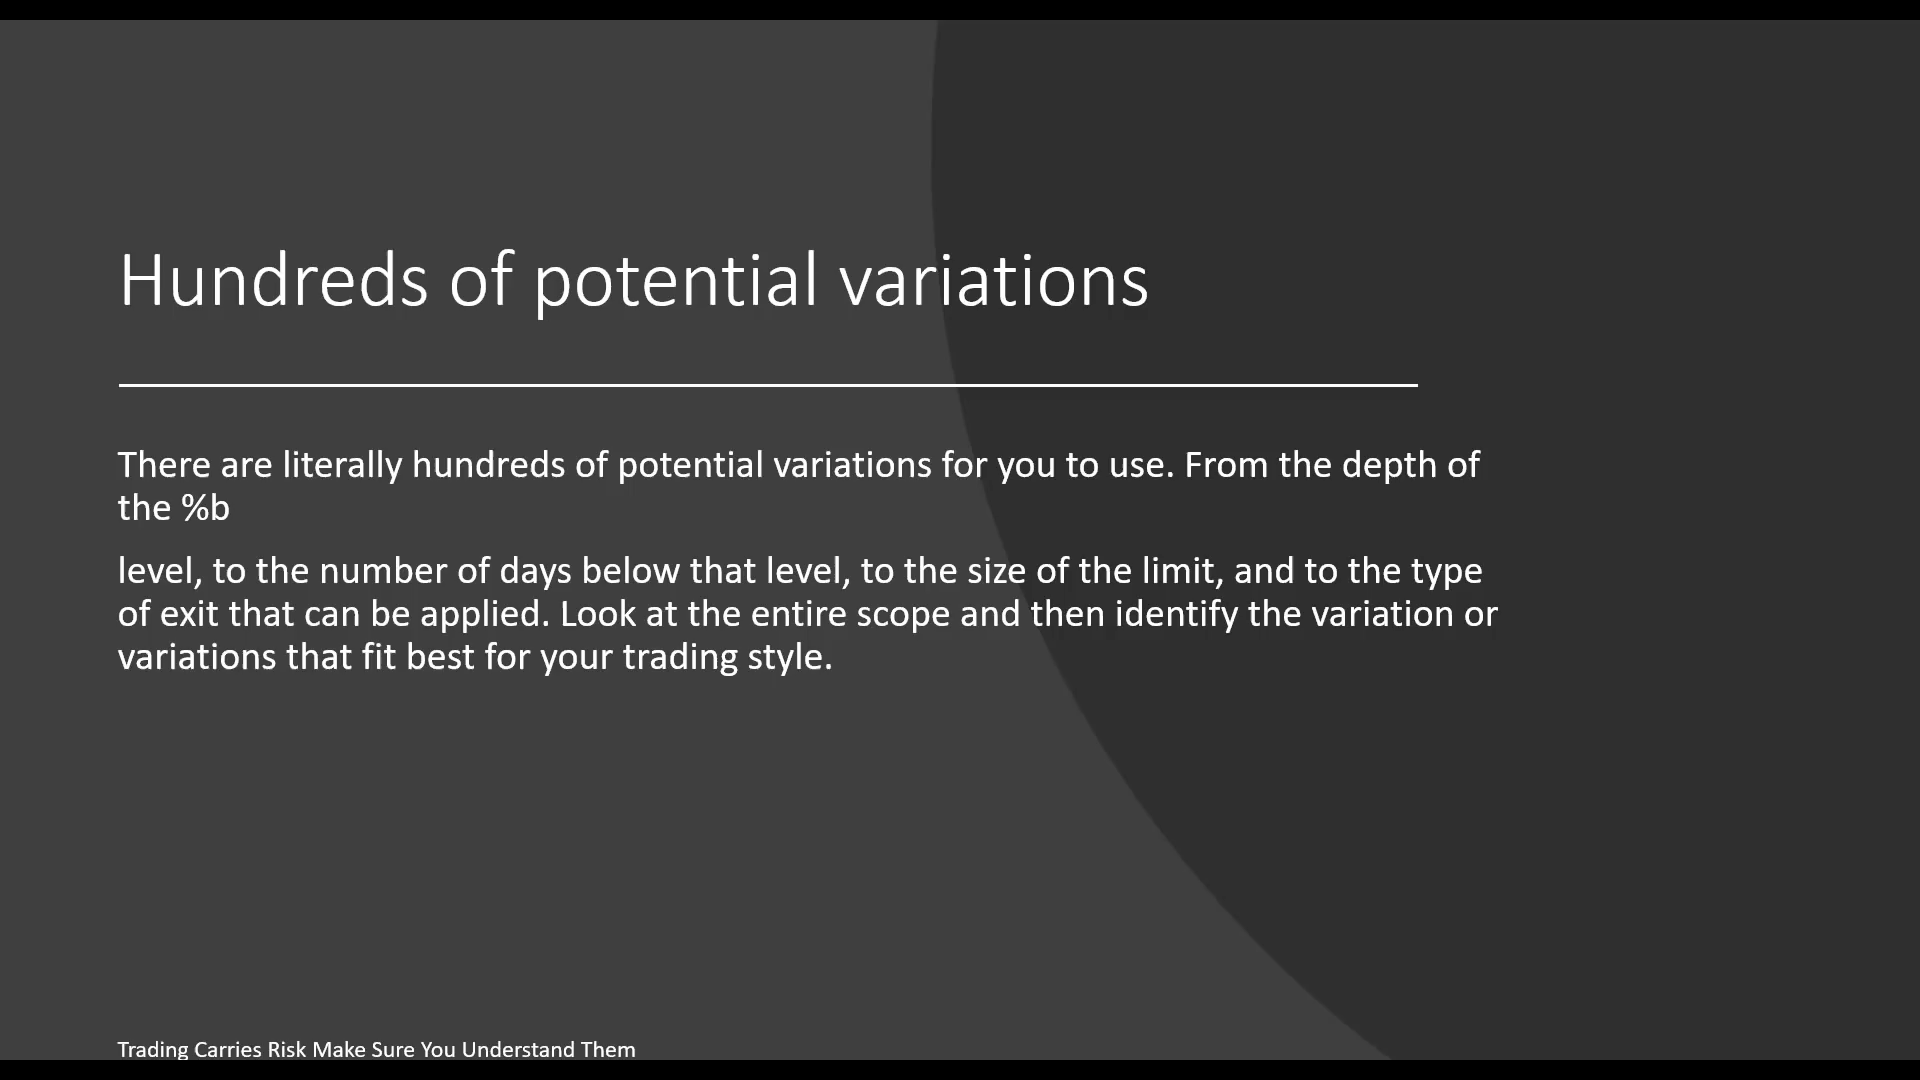 Hundreds of potential variations
There are literally hundreds of potential variations for you to use. From the depth of
the %b
level, to the number of days below that level, to the size of the limit, and to the type
of exit that can be applied. Look at the entire scope and then identify the variation or
variations that fit best for your trading style.
Trading Carries Risk Make Sure You Understand Them